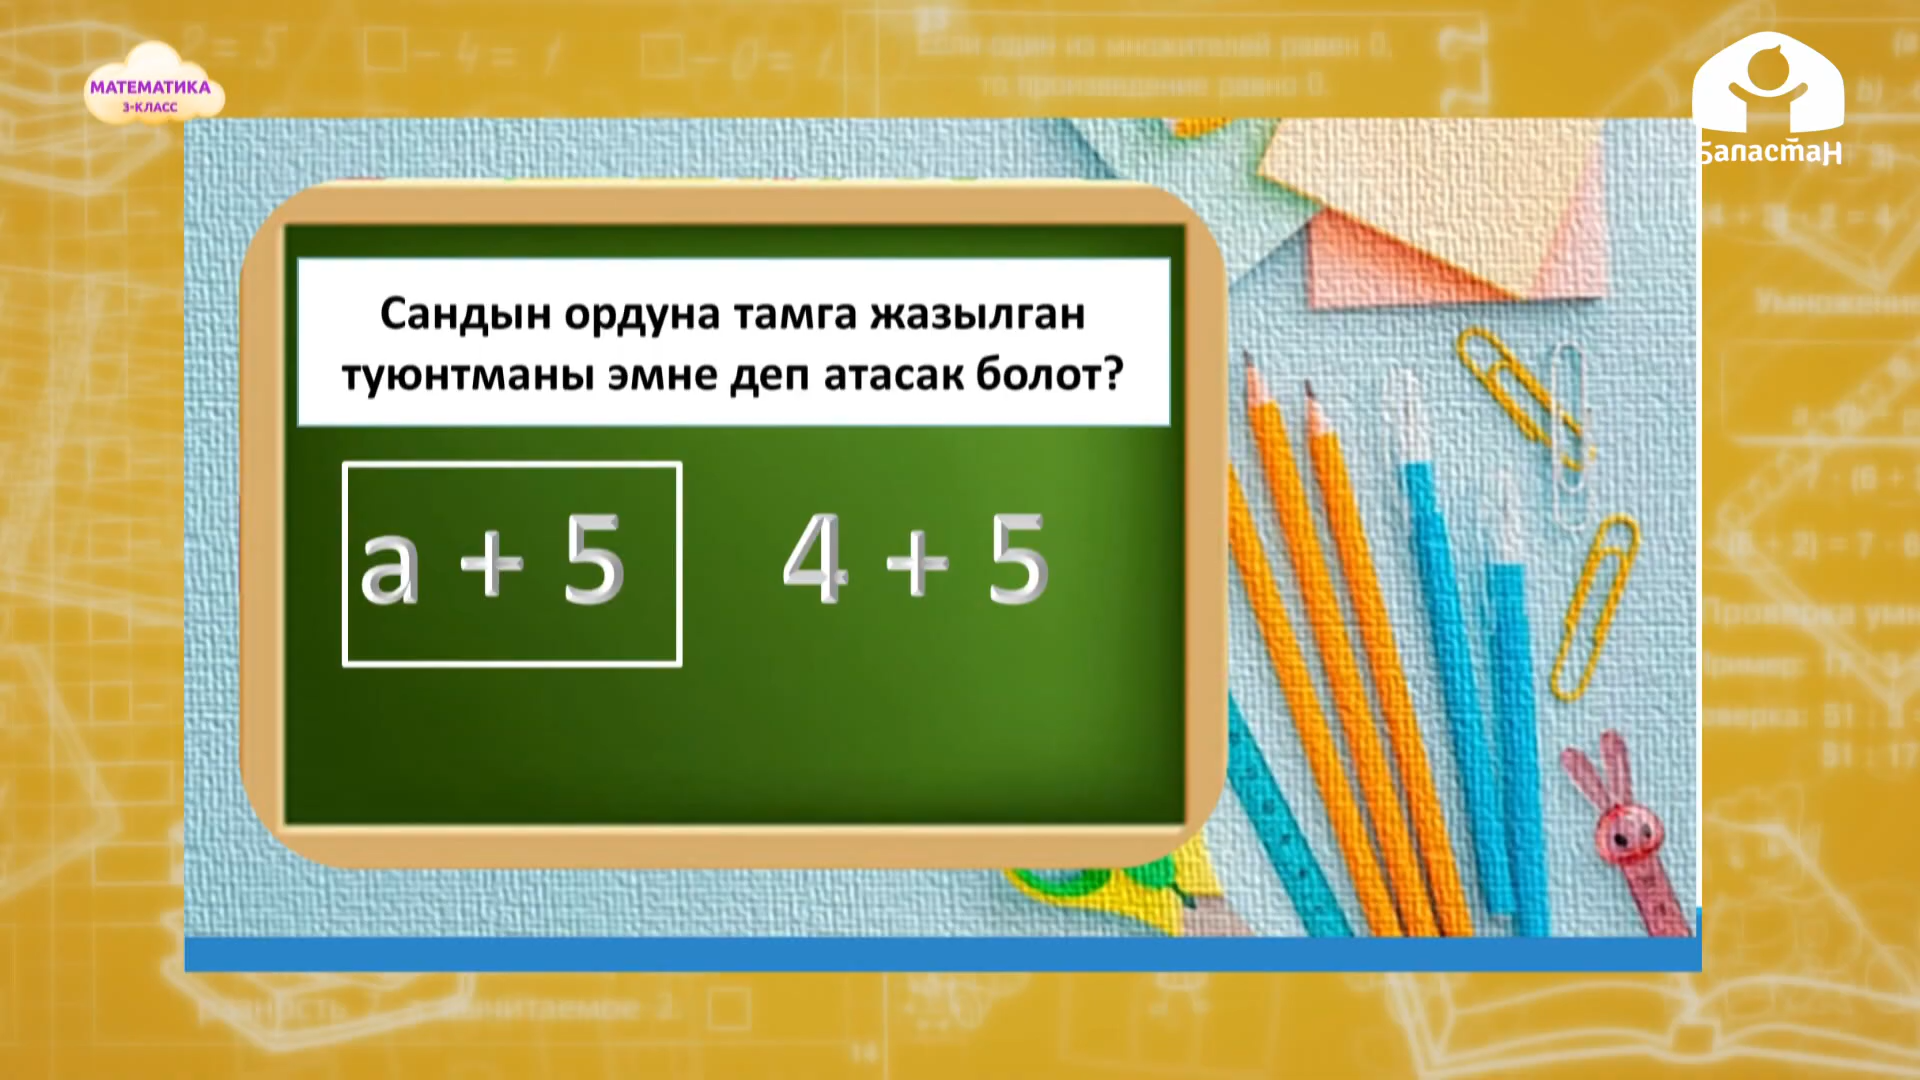 МАТЕМАТИКА
3-КЛАСС
баластан
Сандын ордуна тамга жазылган
туюнтманы эмне деп атасак болот?
а + 5 4 + 5